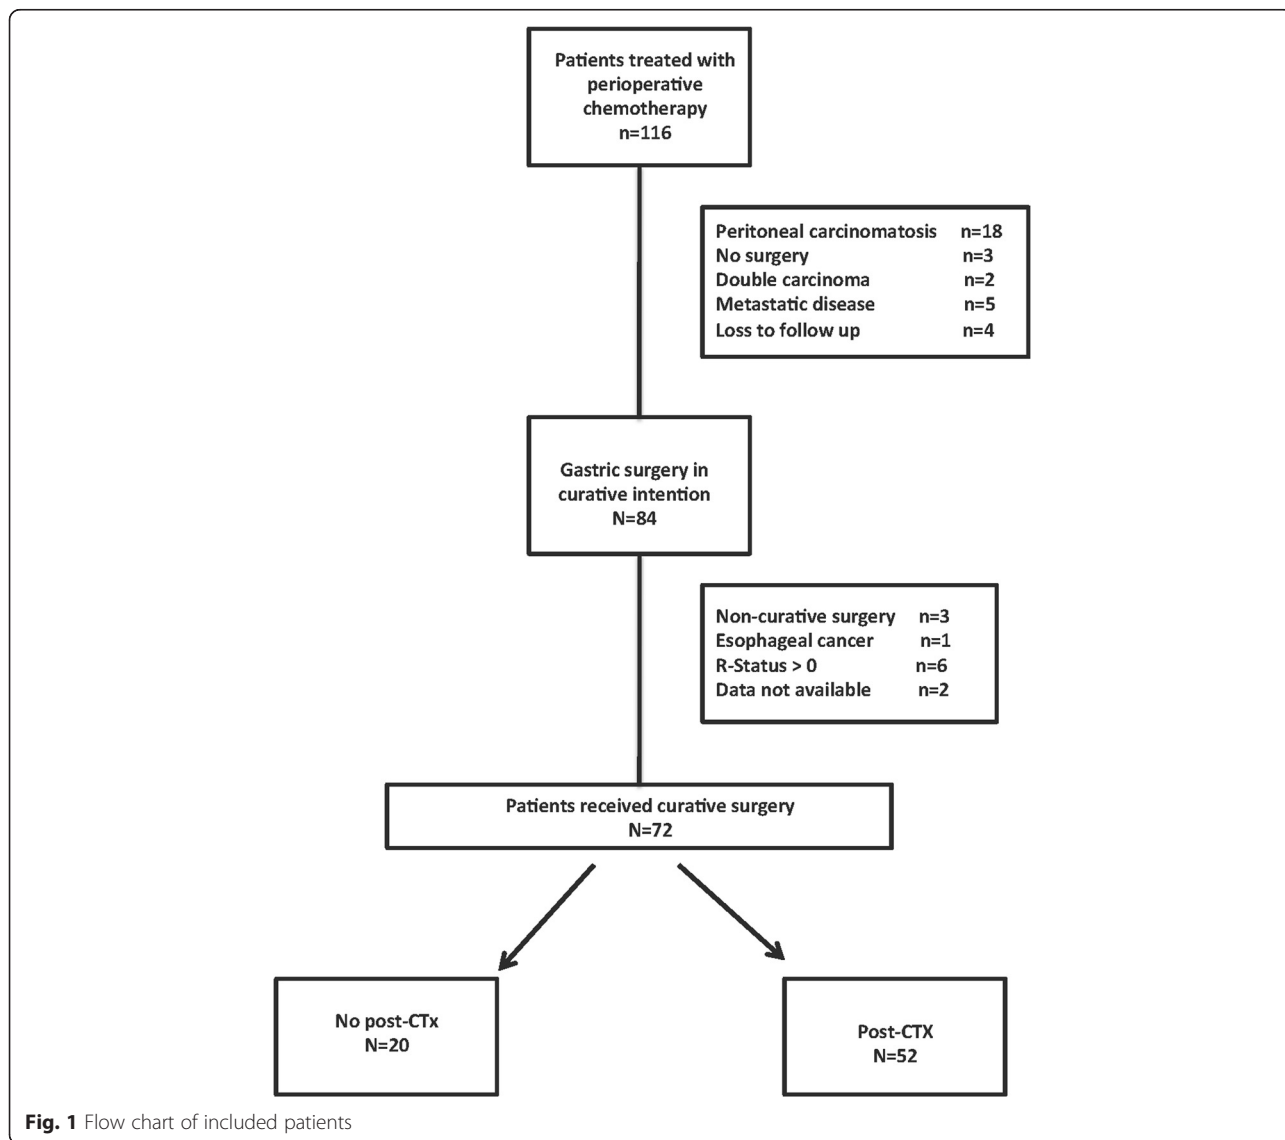 Patients treated with
perioperative
chemotherapy
n=116
Peritoneal carcinomatosis n=18
No surgery n=3
Double carcinoma n=2
Metastatic disease n=5
Loss to follow up n=4
Gastric surgery in
curative intention
N=84
Non-curative surgery n=3
Esophageal cancer n=1
R-Status > 0 n=6
Data not available n=2
Patients received curative surgery
N=72
No post-CTx
N=20
Post-CTX
N=52
Fig. 1 Flow chart of included patients